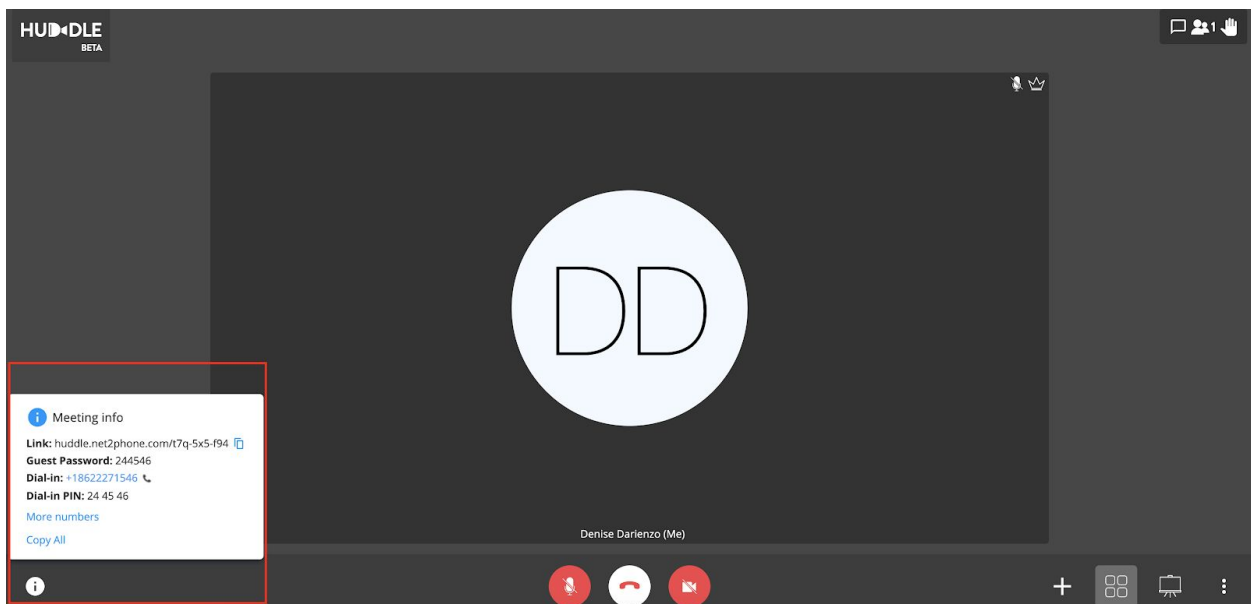 HUDDLE
BETA
1
DD
Meeting info
Link: huddle.net2phone.com/t7q-5x5-f94
Guest Password: 244546
Dial-in: +18622271546
Dial-in PIN: 24 45 46
More numbers
Copy All
Denise Darienzo (Me)